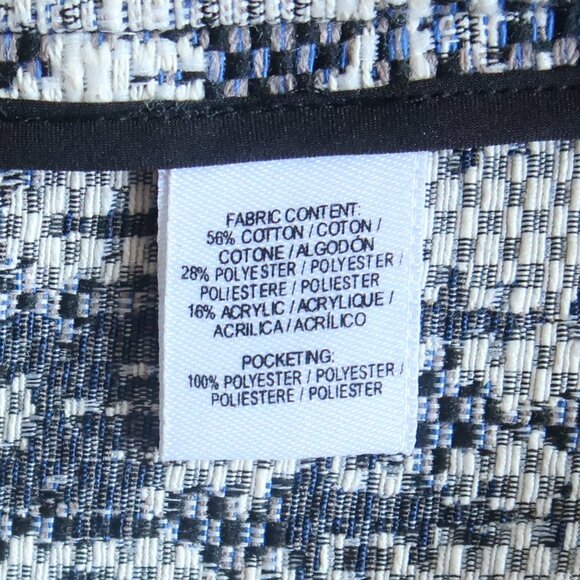 FABRIC CONTENT:
56% COTTON / COTON /
COTONE / ALGODÓN
28% POLYESTER / POLYESTER /
POLIESTERE / POLIESTER
16% ACRYLIC / ACRYLIQUE /
ACRILICA / ACRÍLICO
POCKETING:
100% POLYESTER / POLYESTER /
POLIESTERE / POLIESTER